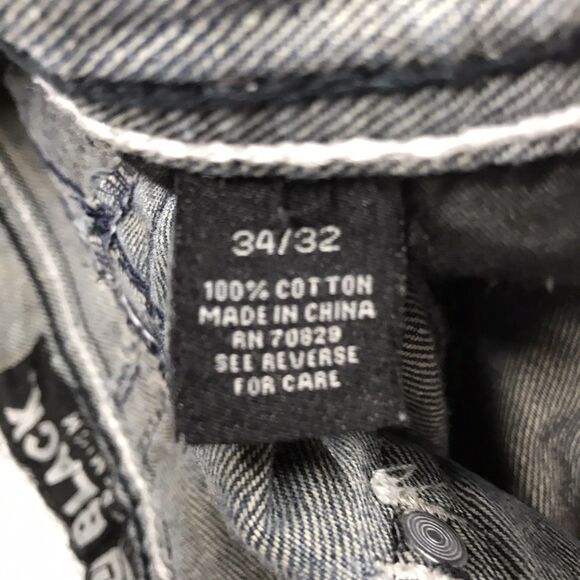 34/32
100% COTTON
MADE IN CHINA
RN 70829
SEE REVERSE
FOR CARE
BLACK